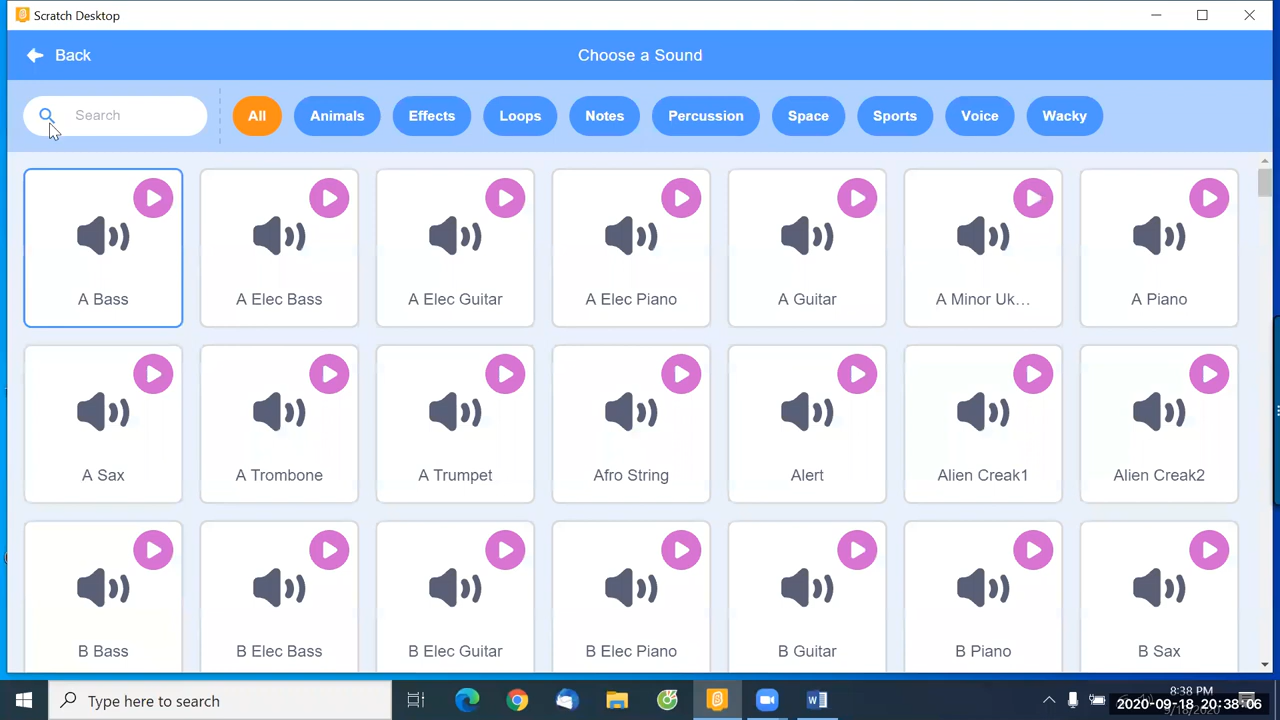 Scratch Desktop
Back
Choose a Sound
Search
All
Animals
Effects
Loops
Notes
Percussion
Space
Sports
Voice
Wacky
A Bass
A Elec Bass
A Elec Guitar
A Elec Piano
A Guitar
A Minor Uk...
A Piano
A Sax
A Trombone
A Trumpet
Afro String
Alert
Alien Creak1
Alien Creak2
B Bass
B Elec Bass
B Elec Guitar
B Elec Piano
B Guitar
B Piano
B Sax
Type here to search
8:38 PM
2020-09-18 20:38:06